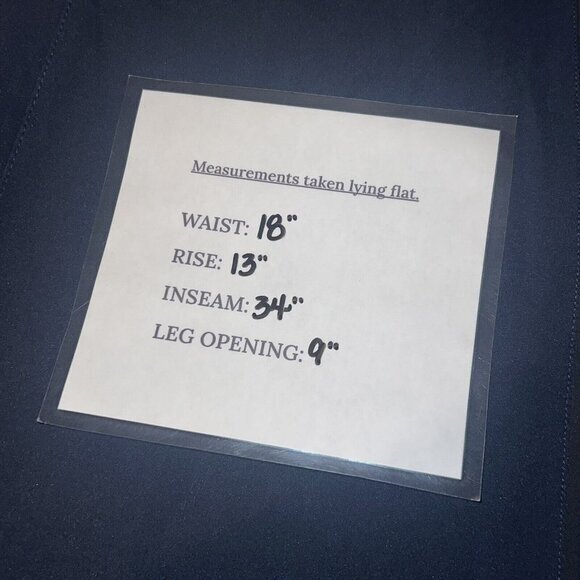 Measurements taken lying flat.
WAIST: 18"
RISE: 13"
INSEAM: 34"
LEG OPENING: 9"